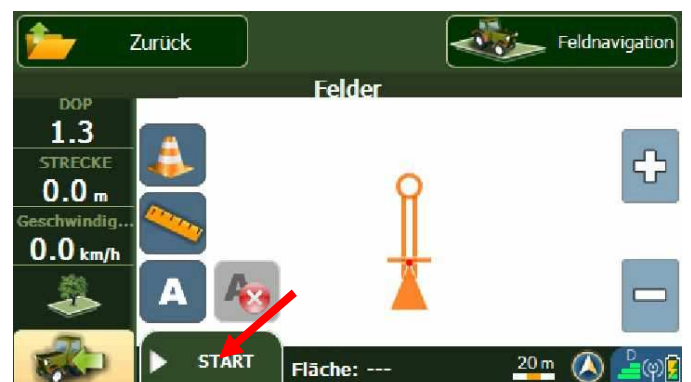 Zurück
Feldnavigation
Felder
DOP
1.3
STRECKE
0.0 m
Geschwindig...
0.0 km/h
A
A
START
Fläche: ---
20 m
D